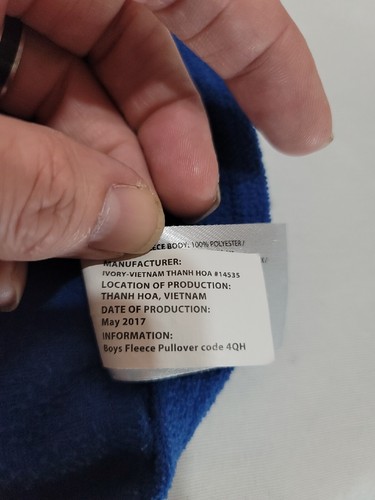 BODY: 100% POLYESTER/
MANUFACTURER:
IVORY-VIETNAM THANH HOA #14535
LOCATION OF PRODUCTION:
THANH HOA, VIETNAM
DATE OF PRODUCTION:
May 2017
INFORMATION:
Boys Fleece Pullover code 4QH